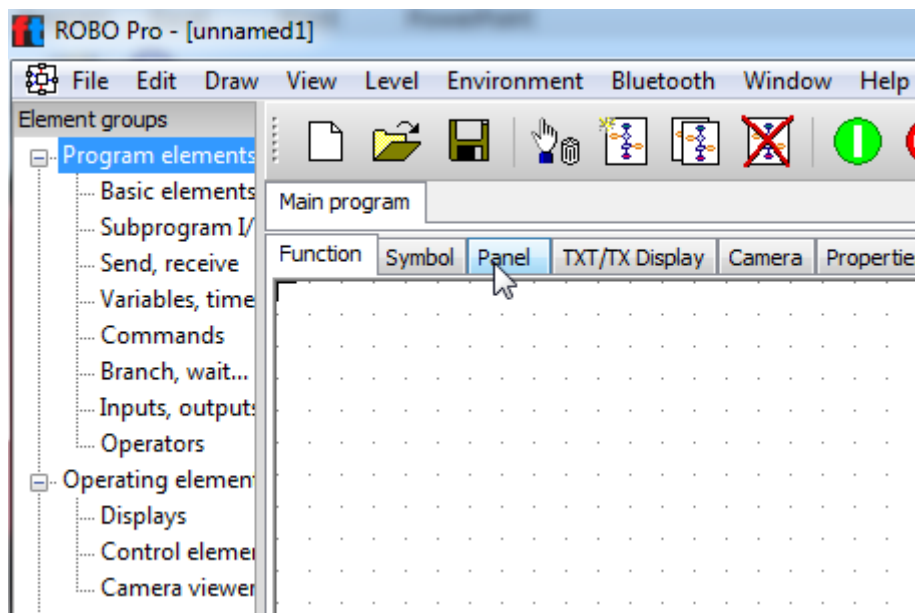 ft ROBO Pro - [unnamed1]
File Edit Draw View Level Environment Bluetooth Window Help
Element groups
Program elements
Basic elements
Subprogram I/
Send, receive
Variables, time
Commands
Branch, wait...
Inputs, outputs
Operators
Operating element
Displays
Control eleme
Camera viewer
Main program
Function Symbol Panel TXT/TX Display Camera Propertie